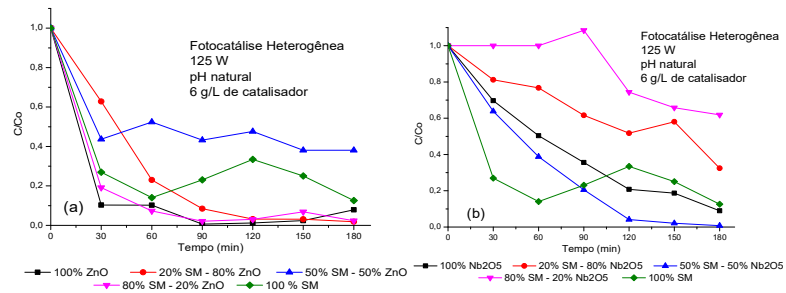 Fotocatálise Heterogênea
125 W
pH natural
6 g/L de catalisador
C/Co
1,0
0,8
0,6
0,4
0,2
0,0
(a)
0 30 60 90 120 150 180
Tempo (min)
100% ZnO 20% SM - 80% ZnO 50% SM - 50% ZnO
80% SM - 20% ZnO 100 % SM
Fotocatálise Heterogênea
125 W
pH natural
6 g/L de catalisador
C/Co
1,0
0,8
0,6
0,4
0,2
0,0
(b)
0 30 60 90 120 150 180
Tempo (min)
100% Nb2O5 20% SM - 80% Nb2O5 50% SM - 50% Nb2O5
80% SM - 20% Nb2O5 100% SM